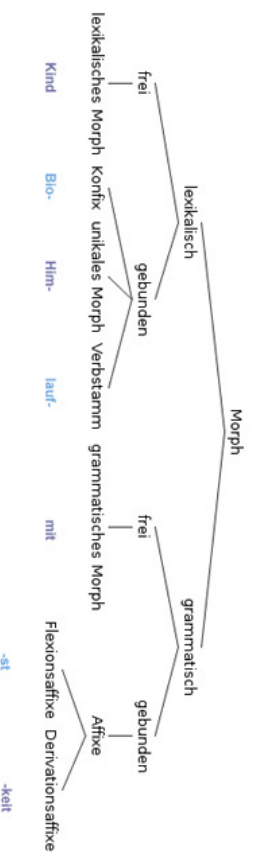 Morph
lexikalisch grammatisch
frei gebunden frei gebunden
lexikalisches Morph Konfix unikales Morph Verbstamm grammatisches Morph Affixe
Kind Bio- Him- lauf- mit Flexionsaffixe Derivationsaffixe
-st -keit